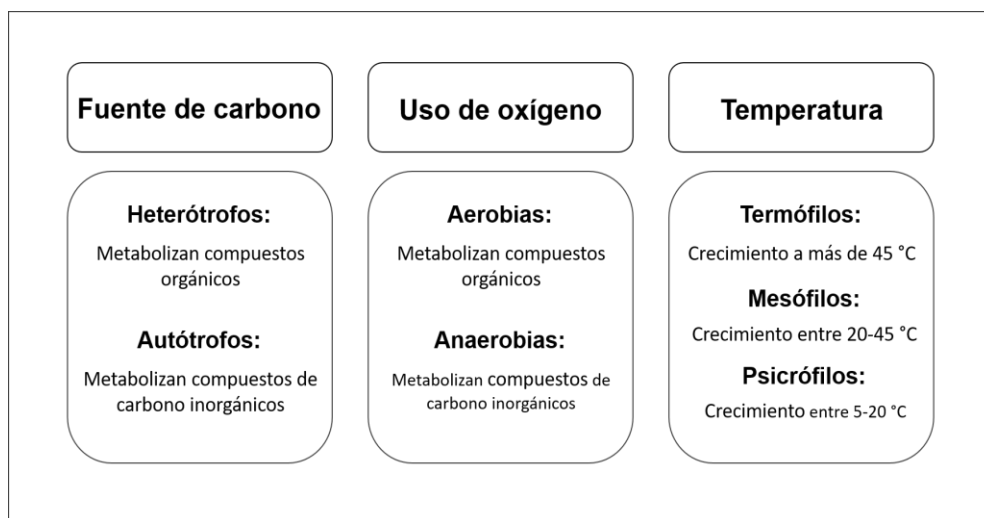 Fuente de carbono
Heterótrofos:
Metabolizan compuestos
orgánicos
Autótrofos:
Metabolizan compuestos de
carbono inorgánicos
Uso de oxígeno
Aerobias:
Metabolizan compuestos
orgánicos
Anaerobias:
Metabolizan compuestos de
carbono inorgánicos
Temperatura
Termófilos:
Crecimiento a más de 45 °C
Mesófilos:
Crecimiento entre 20-45 °C
Psicrófilos:
Crecimiento entre 5-20 °C